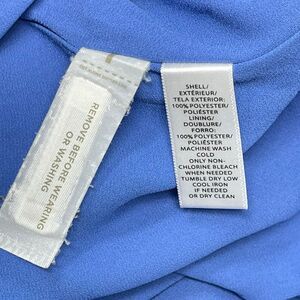 REMOVE BEFORE WEARING
OR WASHING
SHELL/
EXTÉRIEUR/
TELA EXTERIOR:
100% POLYESTER/
POLIÉSTER
LINING/
DOUBLURE/
FORRO:
100% POLYESTER/
POLIÉSTER
MACHINE WASH
COLD
ONLY NON-
CHLORINE BLEACH
WHEN NEEDED
TUMBLE DRY LOW
COOL IRON
IF NEEDED
OR DRY CLEAN